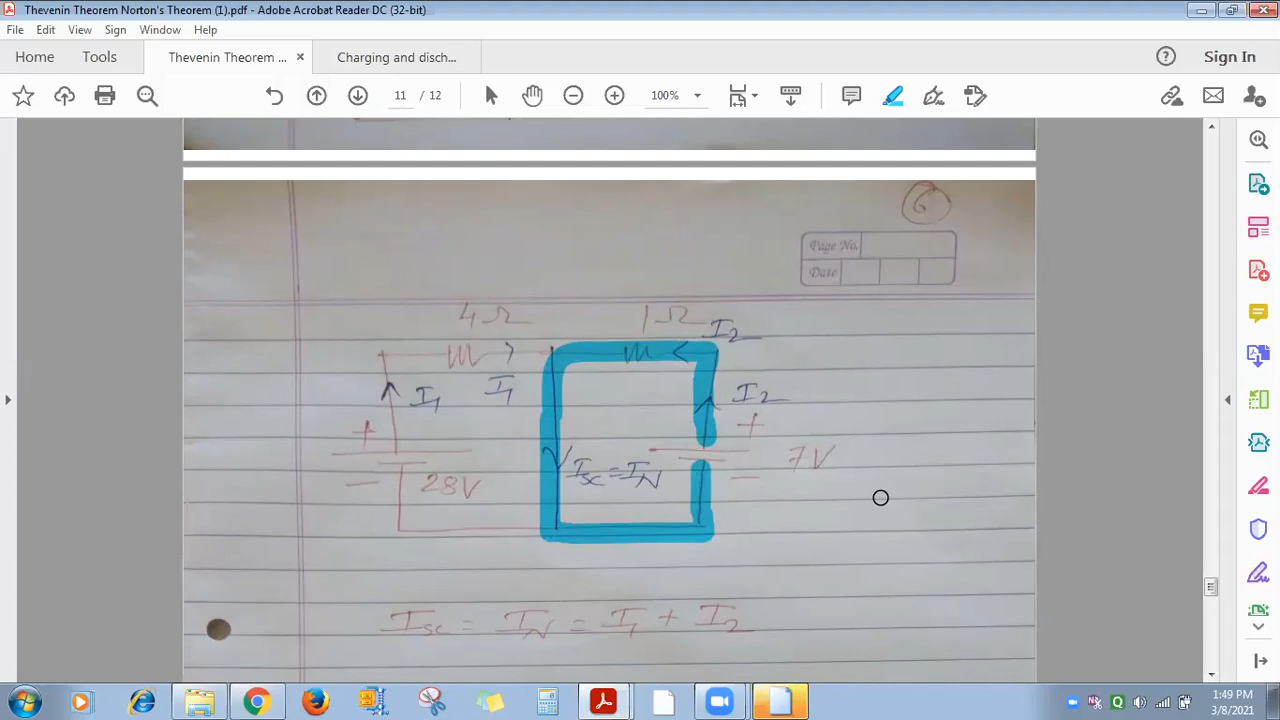 Thevenin Theorem Norton's Theorem (1).pdf - Adobe Acrobat Reader DC (32-bit)
File Edit View Sign Window Help
Home Tools Thevenin Theorem ... × Charging and disch... ? Sign In
11 / 12 100%
6
Page No.
Date
4Ω 1Ω I2
I1 I1 I2
+ +
ISC = IN 7V
− 28V −
ISC = IN = I1 + I2
N Q
1:49 PM
3/8/2021